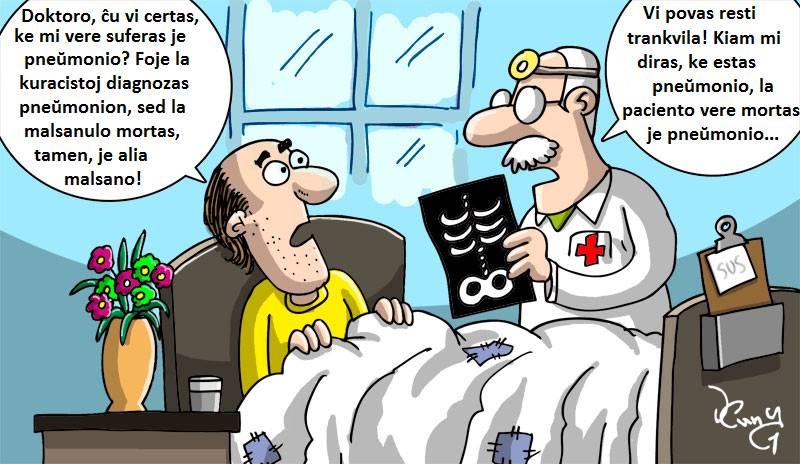 Doktoro, ĉu vi certas,
ke mi vere suferas je
pneŭmonio? Foje la
kuracistoj diagnozas
pneŭmonion, sed la
malsanulo mortas,
tamen, je alia
malsano!
Vi povas resti
trankvila! Kiam mi
diras, ke estas
pneŭmonio, la
paciento vere mortas
je pneŭmonio...
SUS